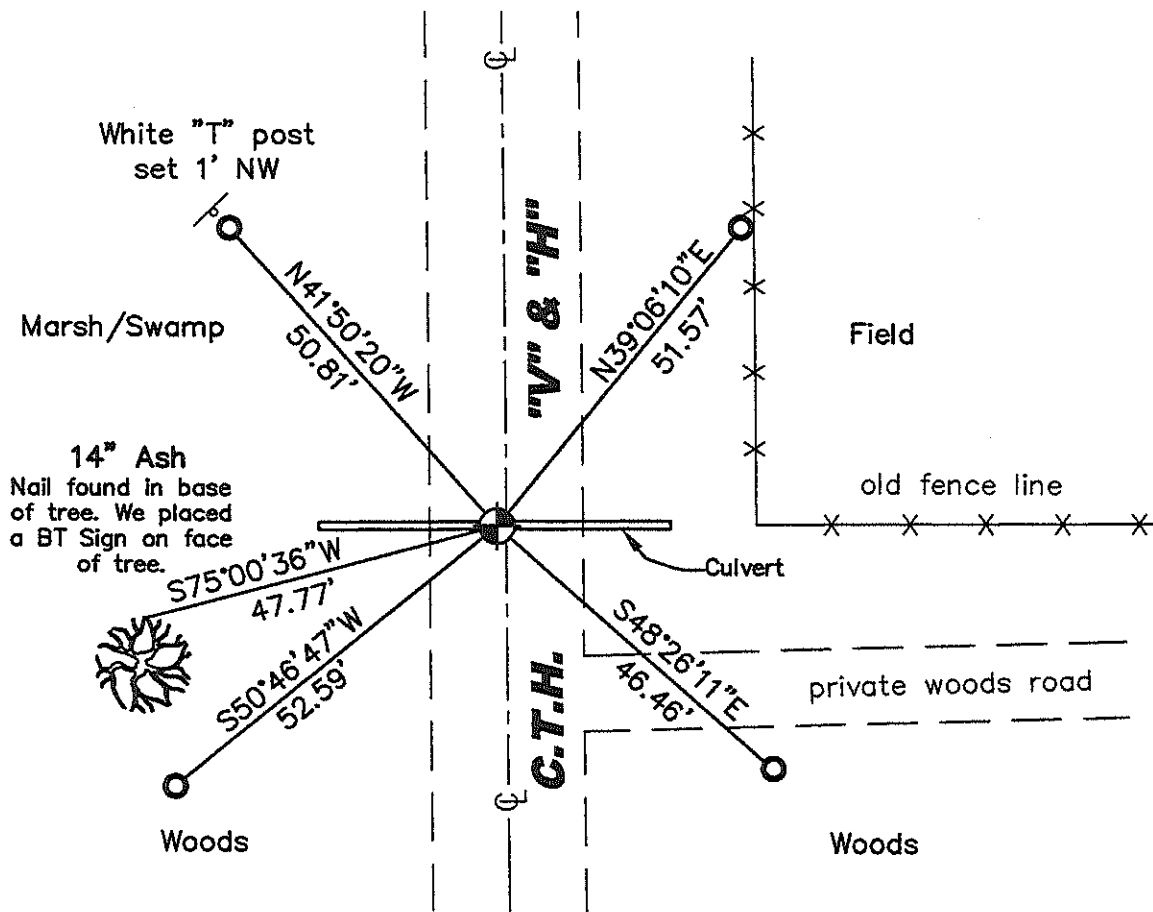 ℄
White "T" post
set 1' NW
N41°50'20"W
50.81'
"V" & "H"
N39°06'10"E
51.57'
Marsh/Swamp
Field
14" Ash
Nail found in base
of tree. We placed
a BT Sign on face
of tree.
old fence line
Culvert
S75°00'36"W
47.77'
S50°46'47"W
52.59'
C.T.H.
S48°26'11"E
46.46'
private woods road
℄
Woods
Woods